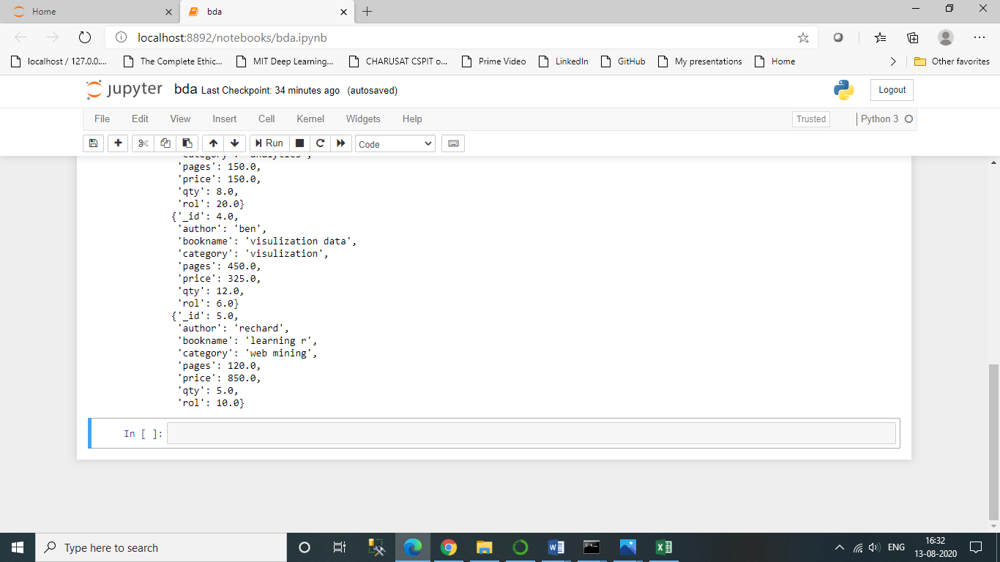 Home
bda
localhost:8892/notebooks/bda.ipynb
localhost / 127.0.0....
The Complete Ethic...
MIT Deep Learning...
CHARUSAT CSPIT o...
Prime Video
LinkedIn
GitHub
My presentations
Home
Other favorites
jupyter bda Last Checkpoint: 34 minutes ago (autosaved)
Logout
File Edit View Insert Cell Kernel Widgets Help
Trusted
Python 3
Run
Code
'category': 'analytics',
'pages': 150.0,
'price': 150.0,
'qty': 8.0,
'rol': 20.0}
{'_id': 4.0,
'author': 'ben',
'bookname': 'visulization data',
'category': 'visulization',
'pages': 450.0,
'price': 325.0,
'qty': 12.0,
'rol': 6.0}
{'_id': 5.0,
'author': 'rechard',
'bookname': 'learning r',
'category': 'web mining',
'pages': 120.0,
'price': 850.0,
'qty': 5.0,
'rol': 10.0}
In [ ]:
Type here to search
ENG
16:32
13-08-2020